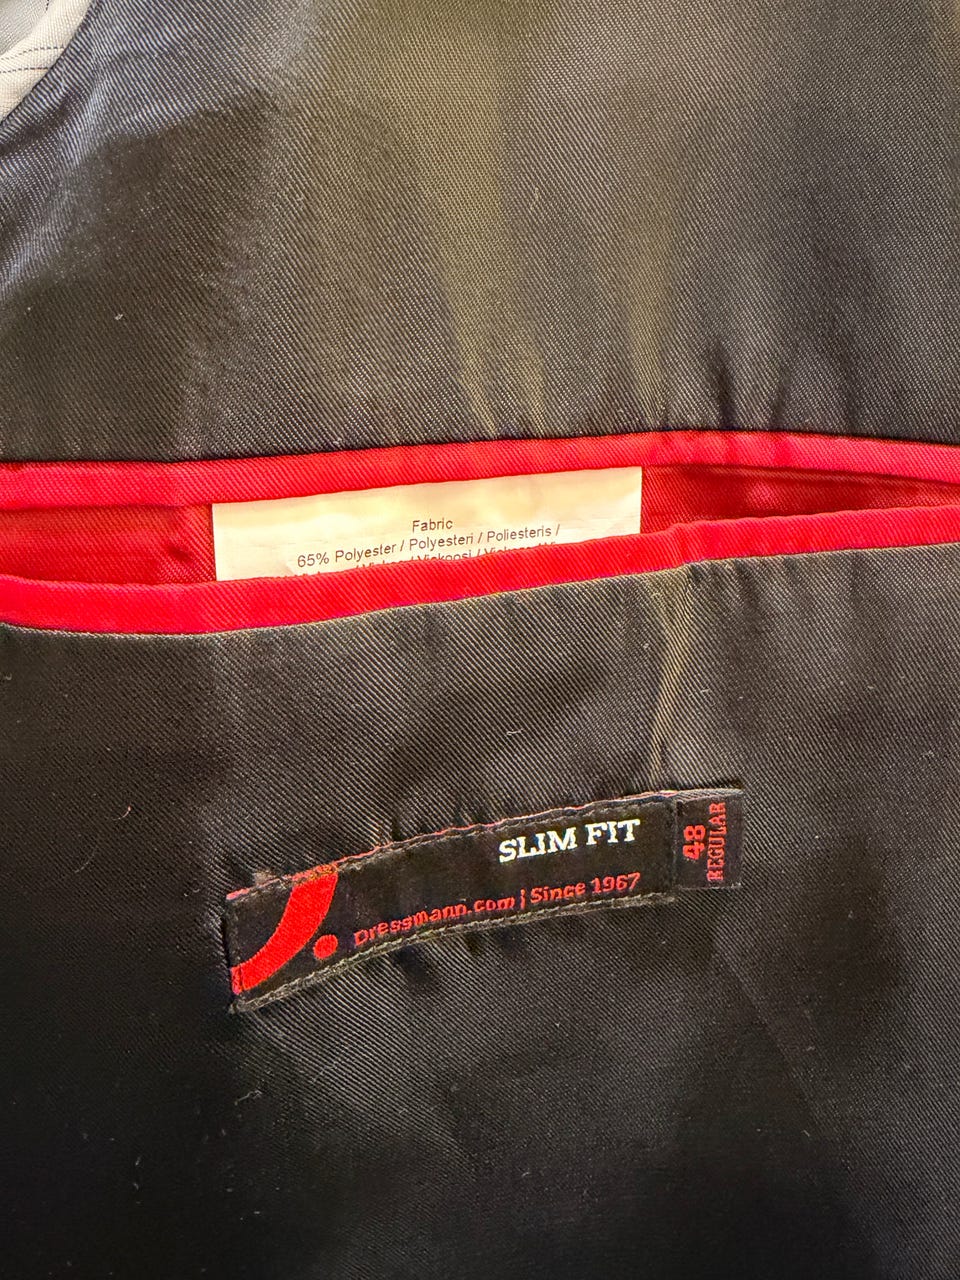 Fabric
65% Polyester / Polyesteri / Poliesteris /
SLIM FIT
Dressmann.com | Since 1967
48
REGULAR